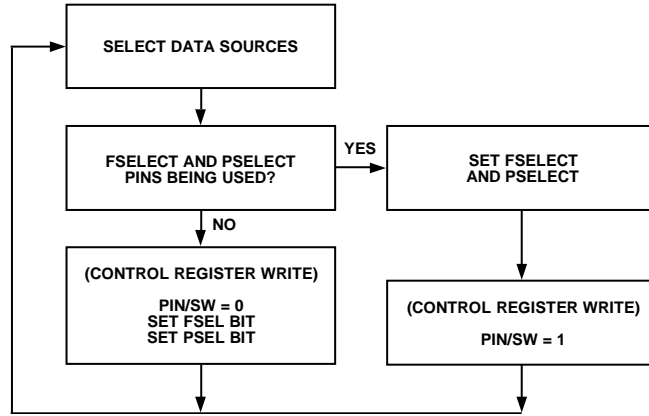 SELECT DATA SOURCES
FSELECT AND PSELECT
PINS BEING USED?
YES
SET FSELECT
AND PSELECT
NO
(CONTROL REGISTER WRITE)
PIN/SW = 0
SET FSEL BIT
SET PSEL BIT
(CONTROL REGISTER WRITE)
PIN/SW = 1